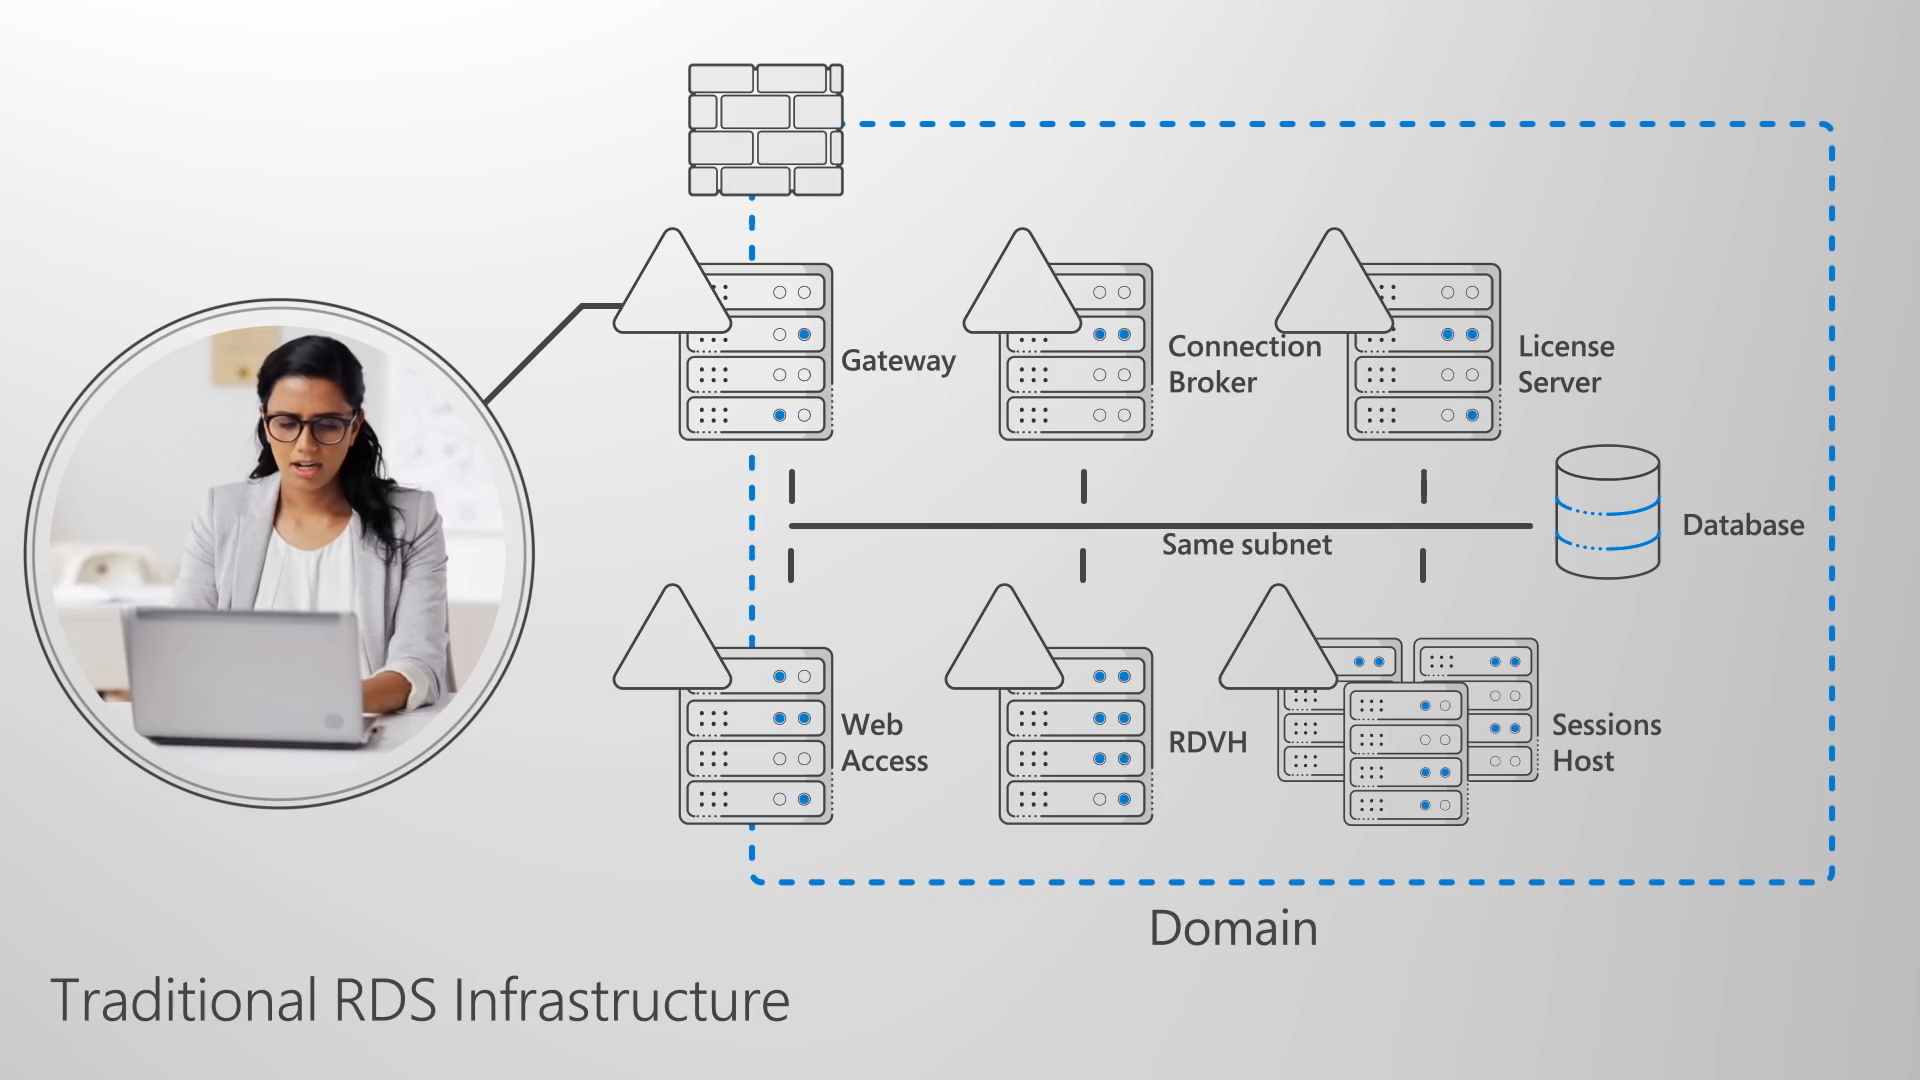 Gateway
Connection
Broker
License
Server
Database
Same subnet
Web
Access
RDVH
Sessions
Host
Domain
Traditional RDS Infrastructure